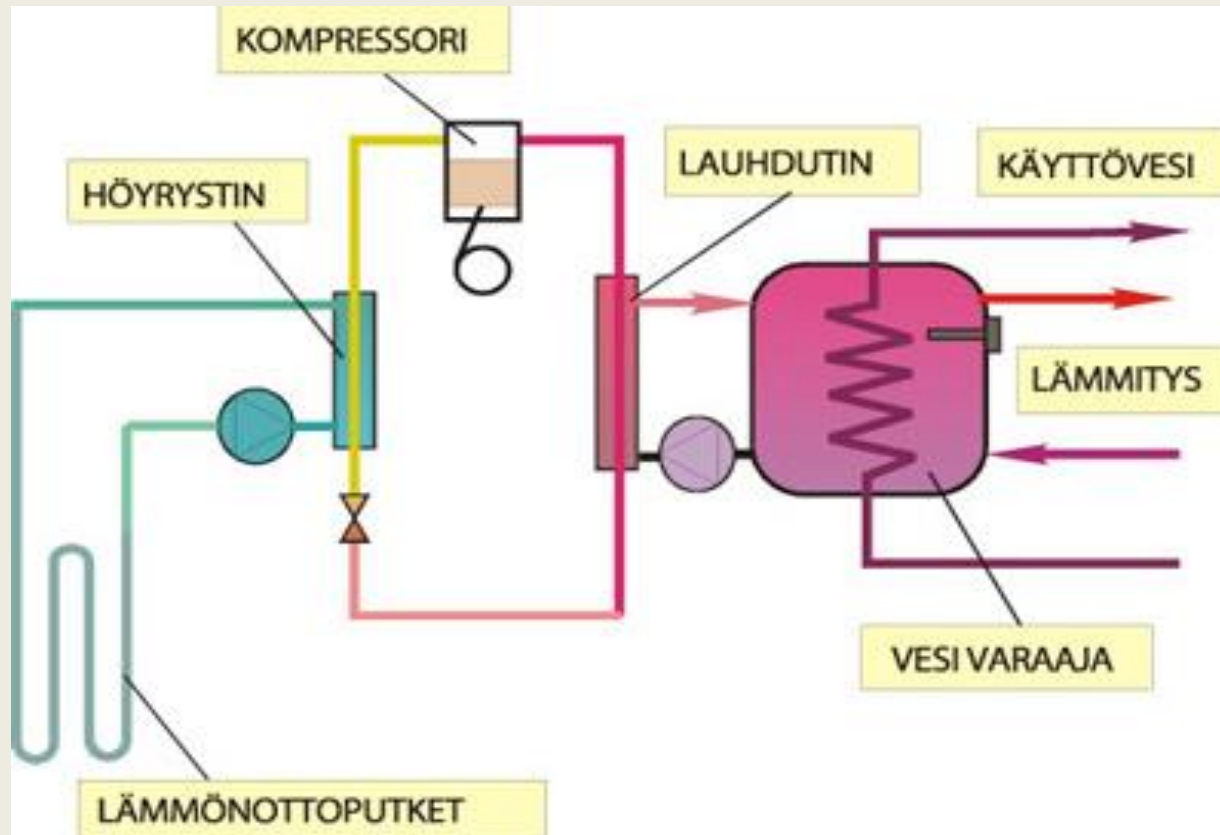 KOMPRESSORI
LAUHDUTIN
KÄYTTÖVESI
HÖYRYSTIN
LÄMMITYS
VESI VARAAJA
LÄMMÖNOTTOPUTKET